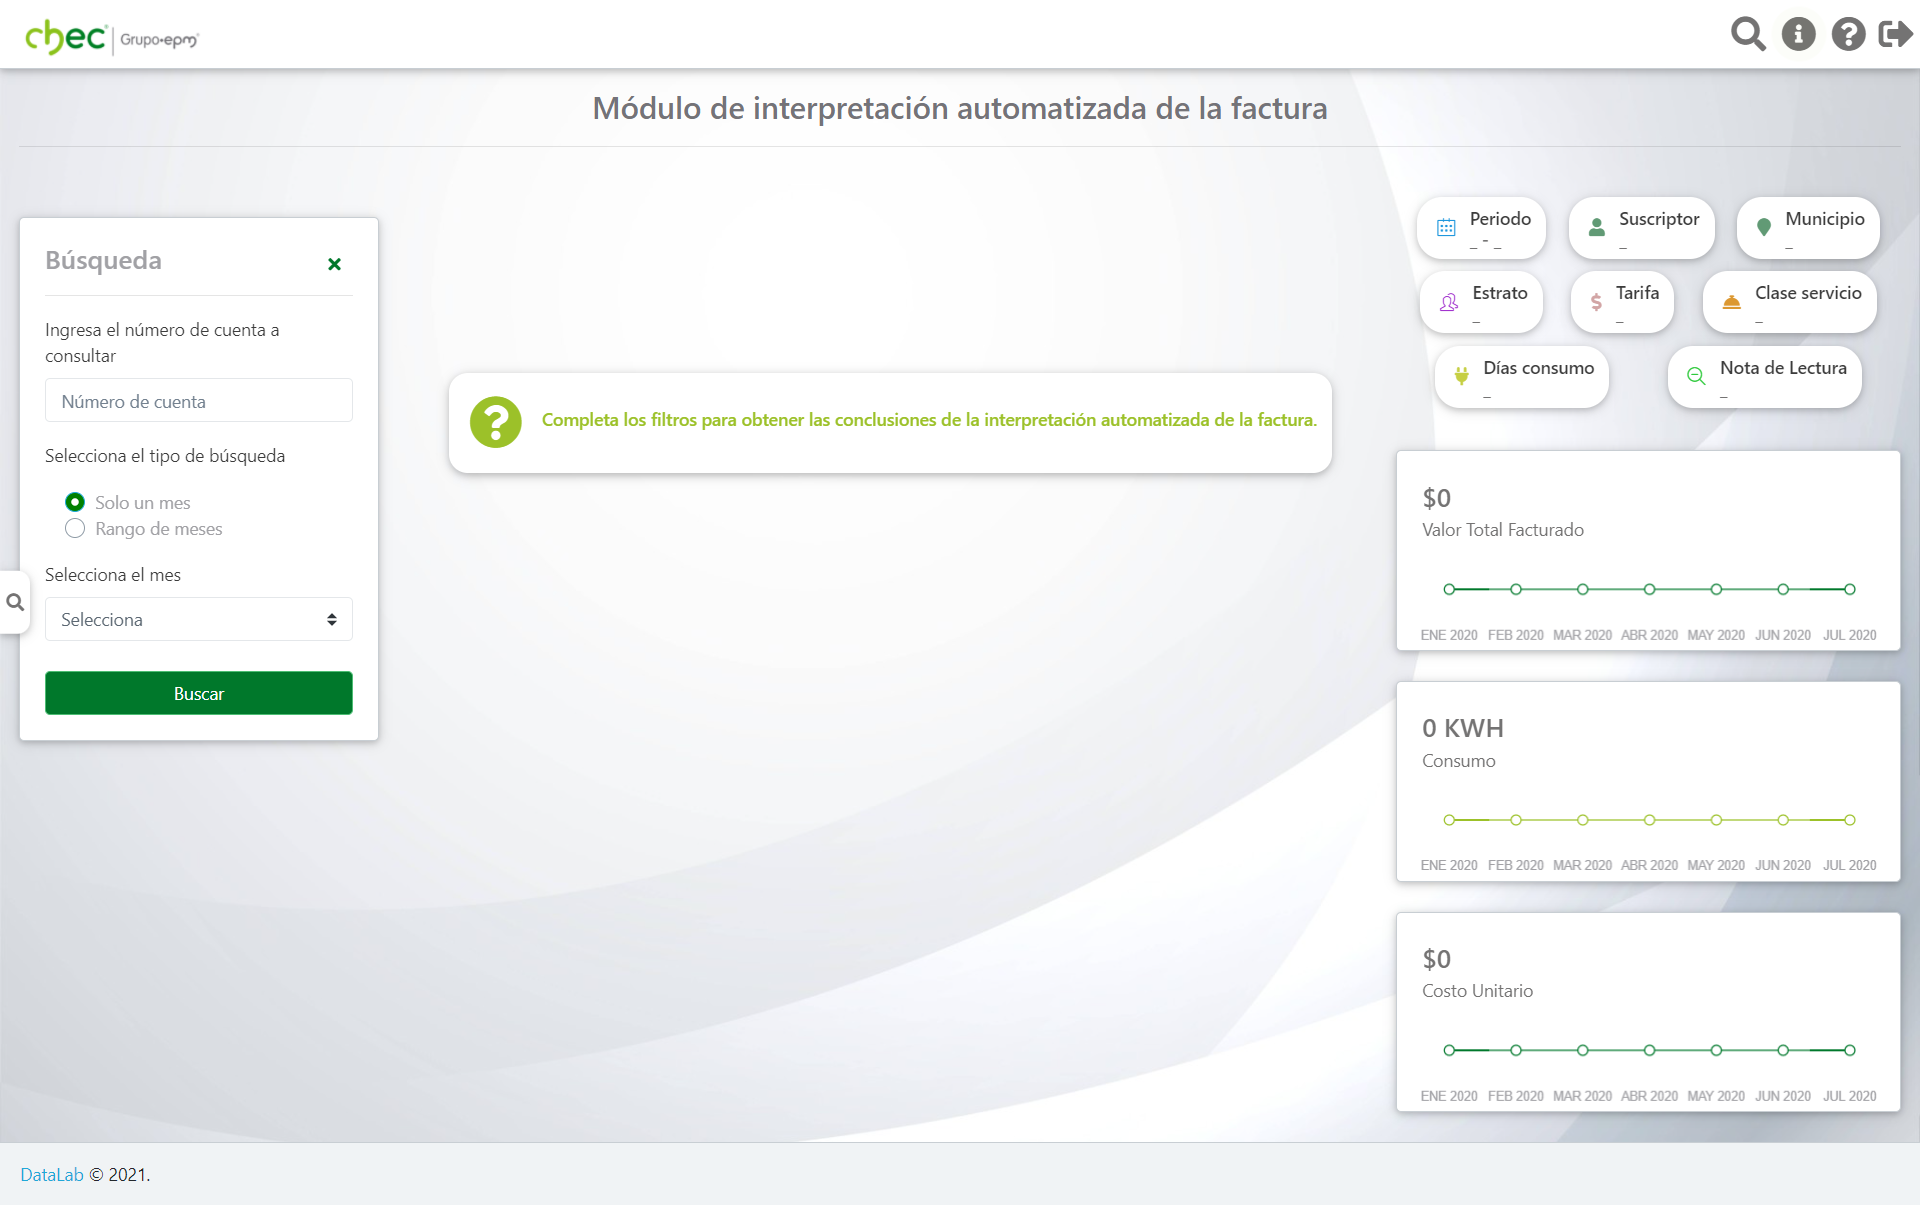 chec Grupo·epm®
Módulo de interpretación automatizada de la factura
Búsqueda
Ingresa el número de cuenta a
consultar
Número de cuenta
Selecciona el tipo de búsqueda
Solo un mes
Rango de meses
Selecciona el mes
Selecciona
Buscar
Completa los filtros para obtener las conclusiones de la interpretación automatizada de la factura.
Periodo
_ - _
Suscriptor
_
Municipio
_
Estrato
_
Tarifa
_
Clase servicio
_
Días consumo
_
Nota de Lectura
_
$0
Valor Total Facturado
ENE 2020 FEB 2020 MAR 2020 ABR 2020 MAY 2020 JUN 2020 JUL 2020
0 KWH
Consumo
ENE 2020 FEB 2020 MAR 2020 ABR 2020 MAY 2020 JUN 2020 JUL 2020
$0
Costo Unitario
ENE 2020 FEB 2020 MAR 2020 ABR 2020 MAY 2020 JUN 2020 JUL 2020
DataLab © 2021.